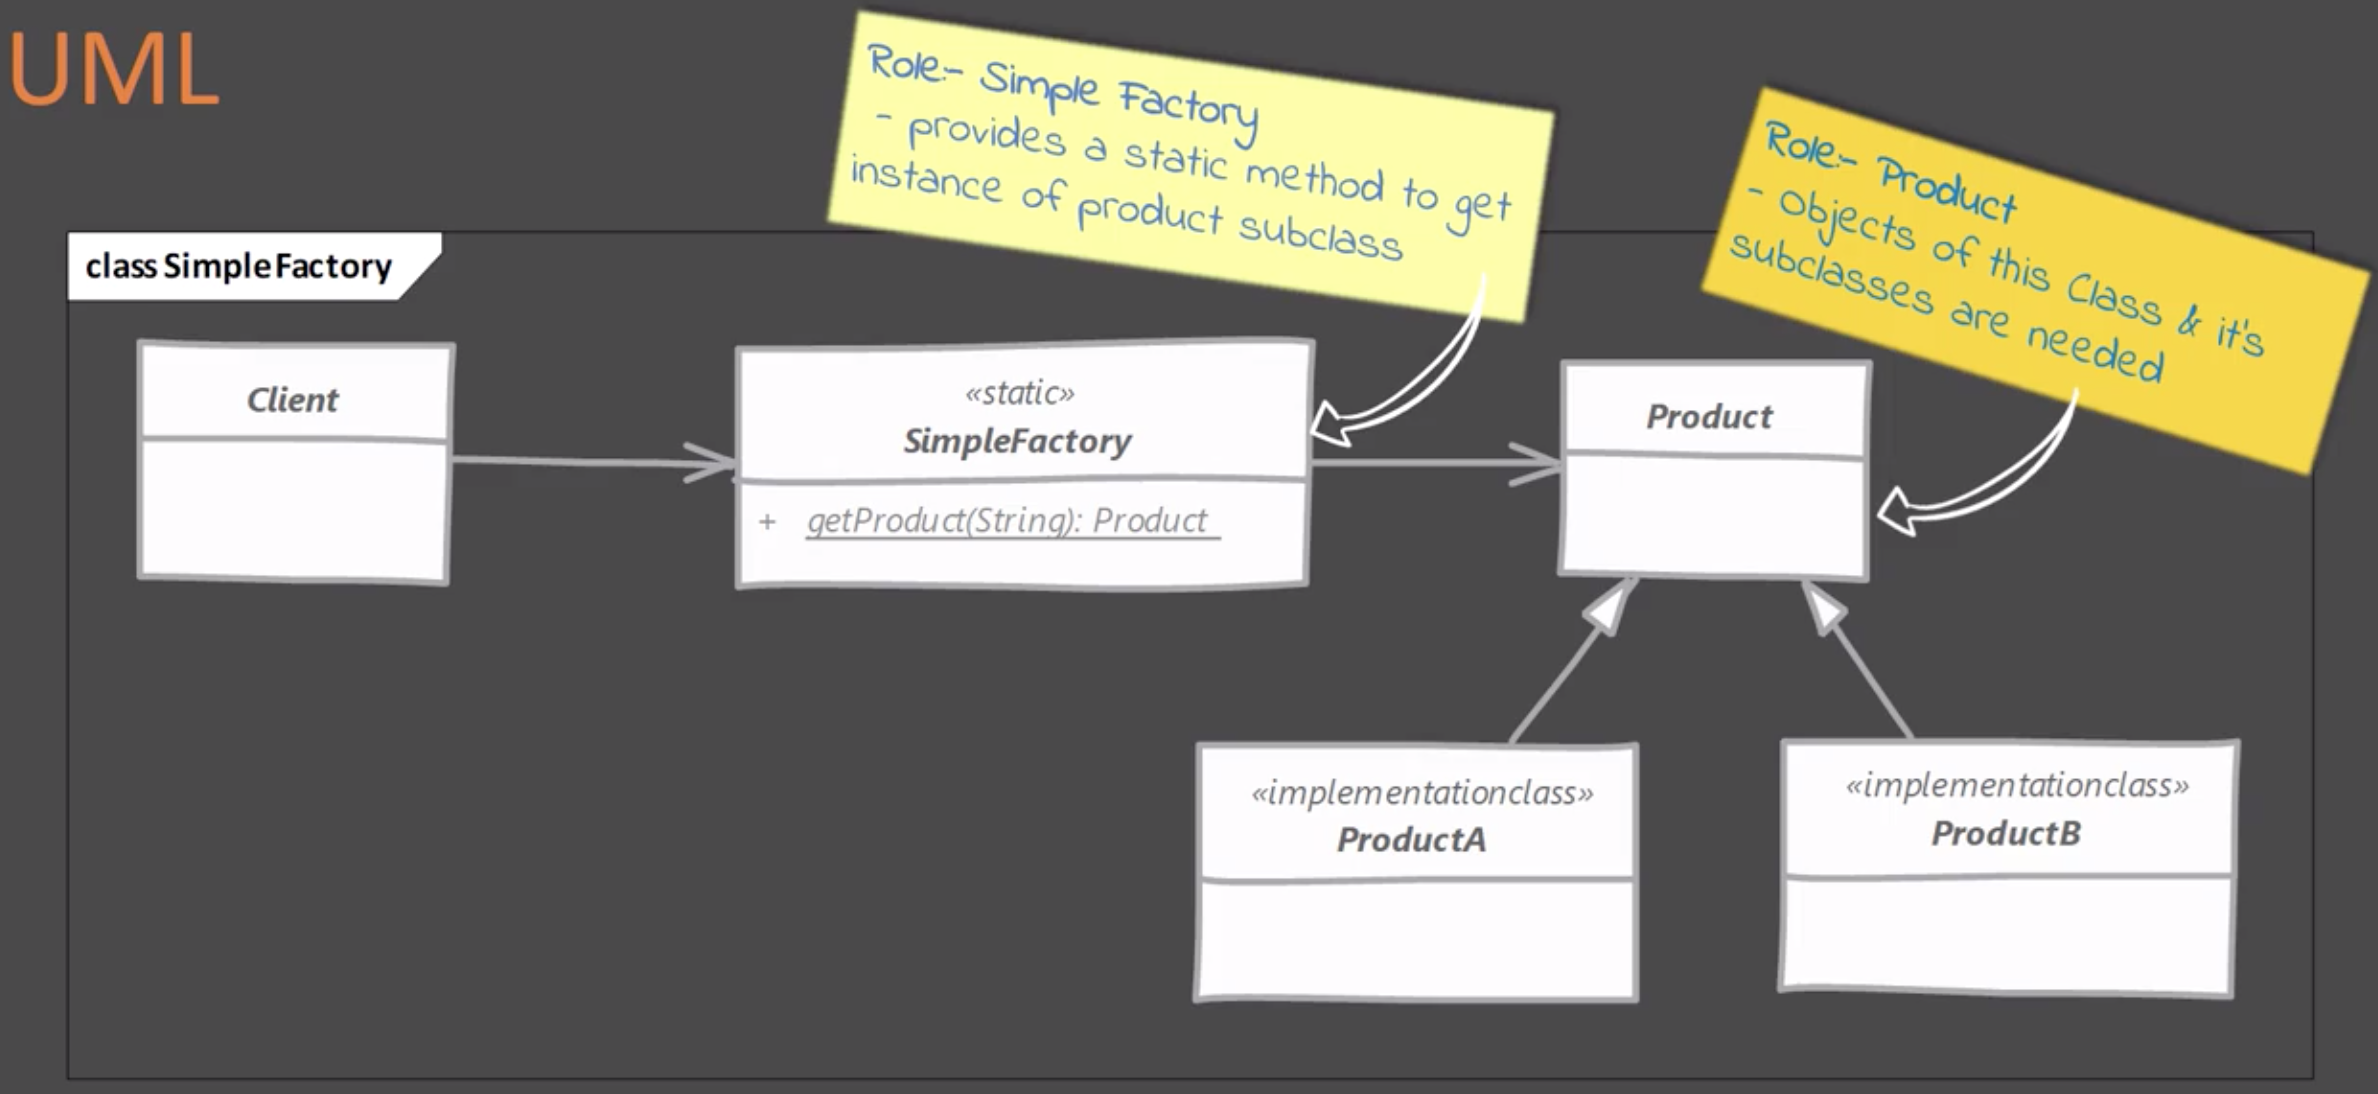 UML
Role:- Simple Factory
- provides a static method to get
instance of product subclass
Role:- Product
- Objects of this Class & it's
subclasses are needed
class SimpleFactory
Client
«static»
SimpleFactory
+ getProduct(String): Product
Product
«implementationclass»
ProductA
«implementationclass»
ProductB